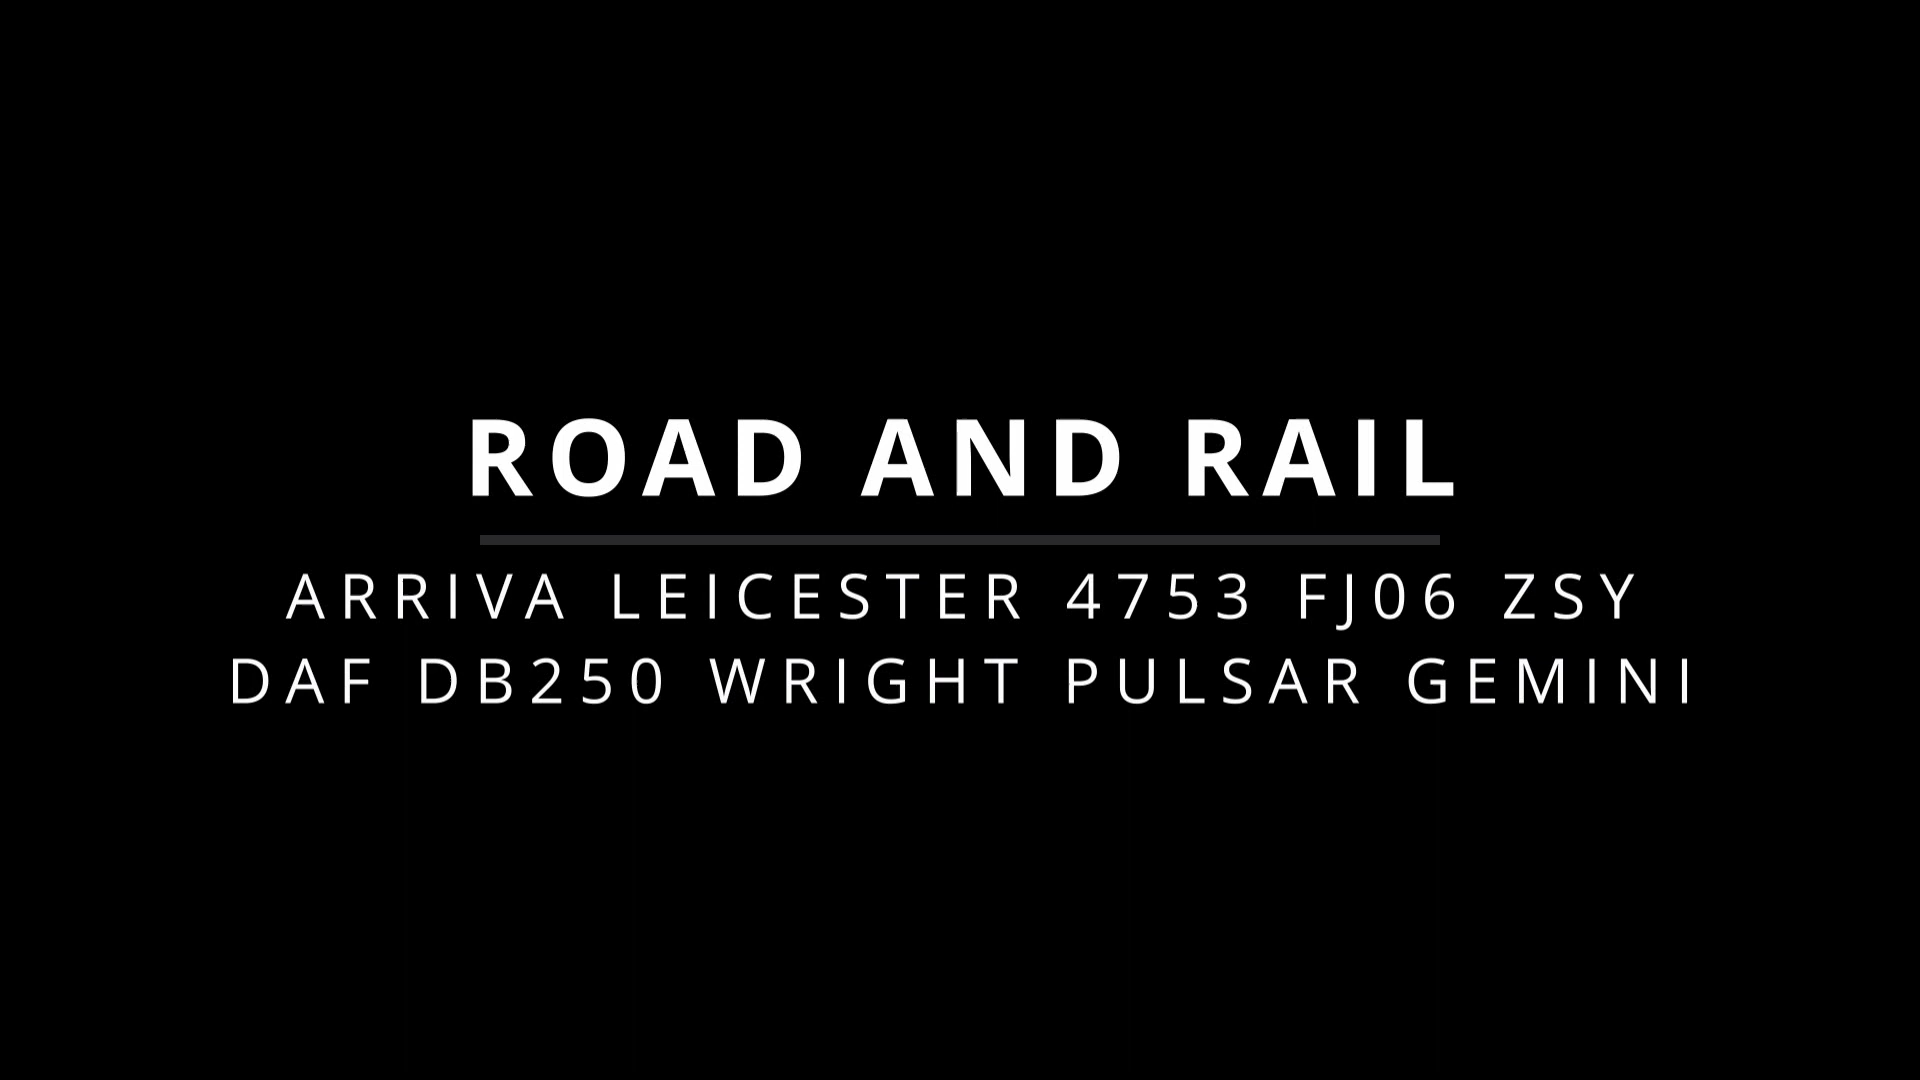 ROAD AND RAIL
ARRIVA LEICESTER 4753 FJ06 ZSY
DAF DB250 WRIGHT PULSAR GEMINI